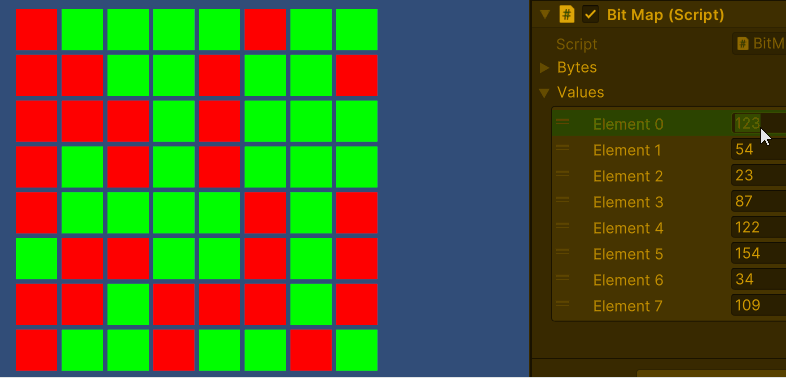 Bit Map (Script)
Script BitM
Bytes
Values
Element 0 123
Element 1 54
Element 2 23
Element 3 87
Element 4 122
Element 5 154
Element 6 34
Element 7 109